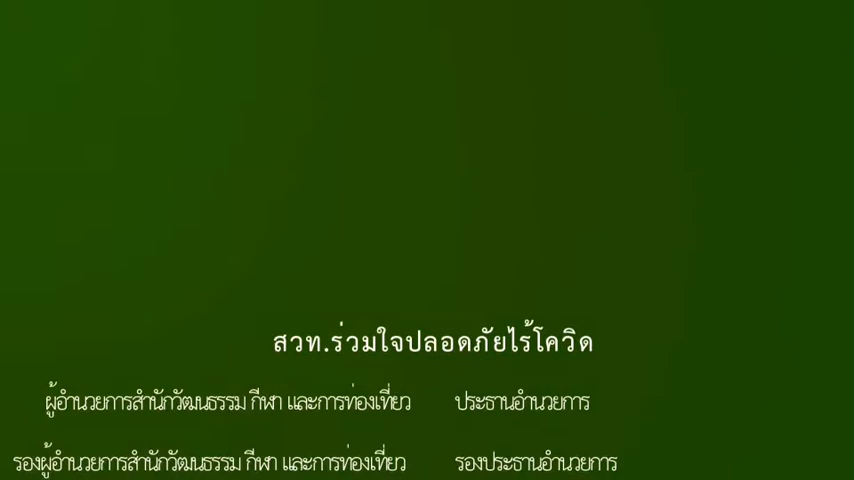 สวท.ร่วมใจปลอดภัยไร้โควิด
ผู้อำนวยการสำนักวัฒนธรรม กีฬา และการท่องเที่ยว ประธานอำนวยการ
รองผู้อำนวยการสำนักวัฒนธรรม กีฬา และการท่องเที่ยว รองประธานอำนวยการ